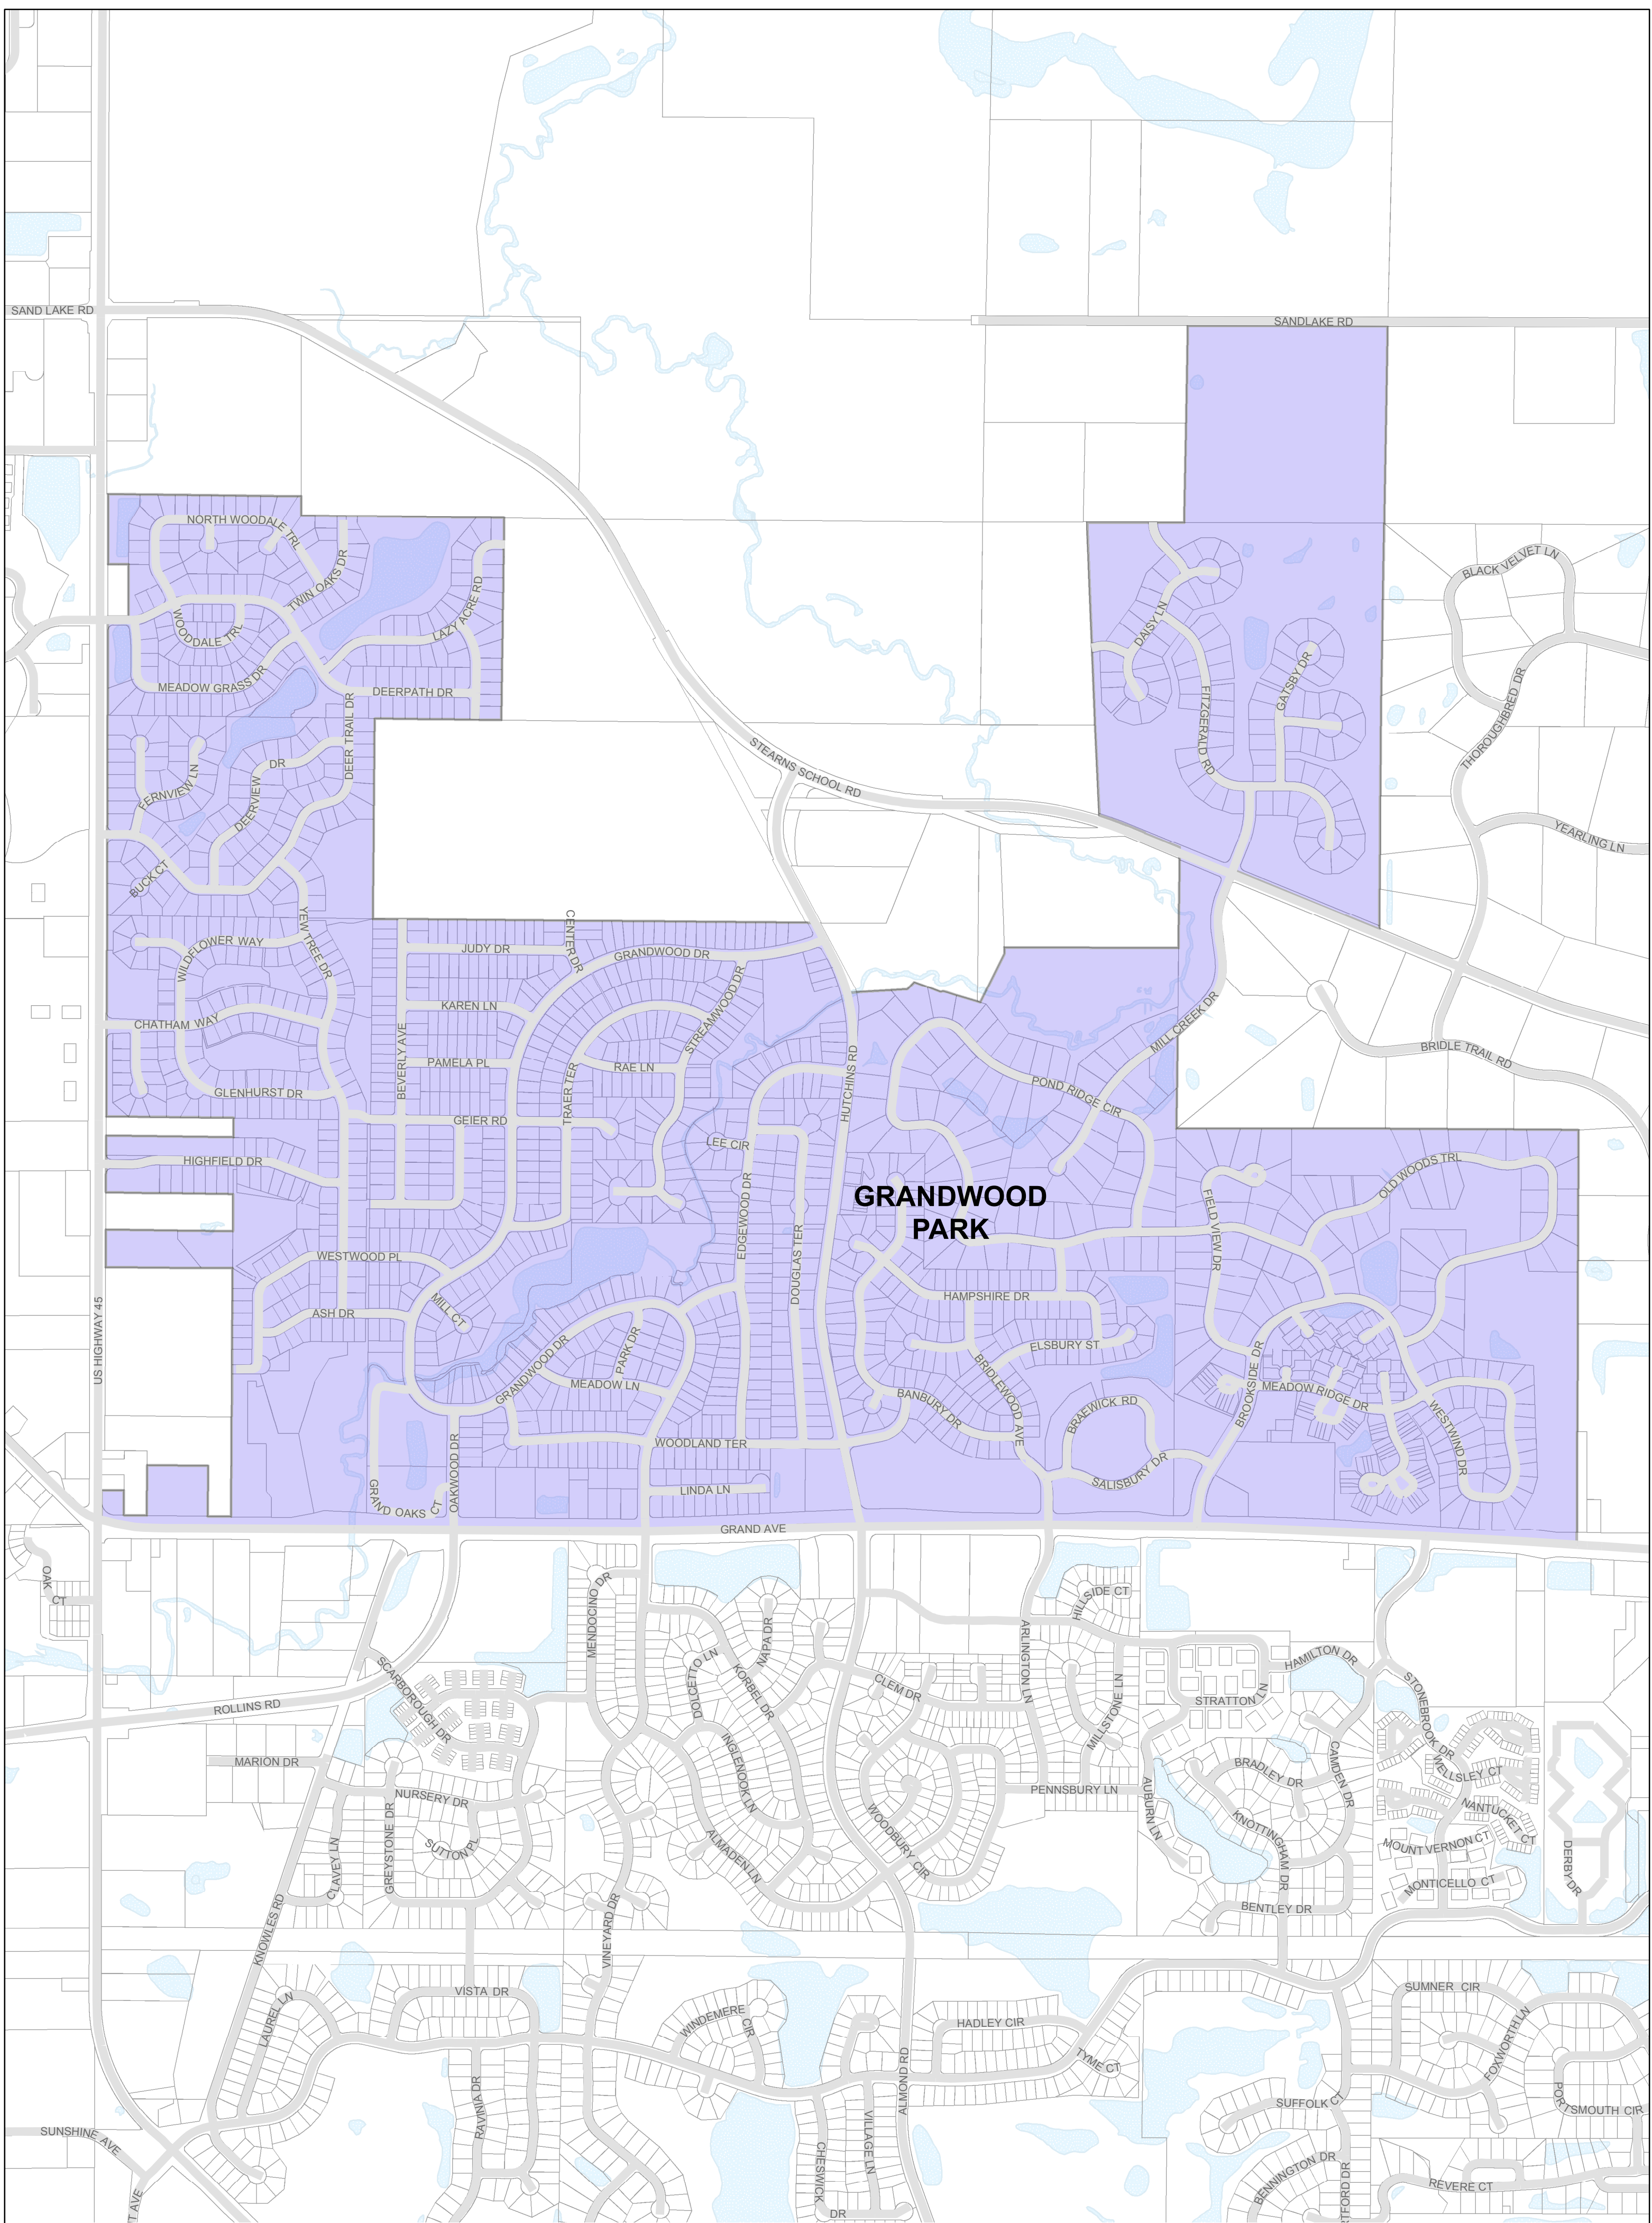 SAND LAKE RD
SANDLAKE RD
NORTH WOODALE TRL
TWIN OAKS DR
LAZY ACRE RD
WOODDALE TRL
MEADOW GRASS DR
DEERPATH DR
DEER TRAIL DR
FERNVIEW LN
DEERVIEW DR
BUCK CT
YEW TREE DR
WILDFLOWER WAY
CHATHAM WAY
GLENHURST DR
HIGHFIELD DR
STEARNS SCHOOL RD
DAISY LN
FITZGERALD RD
GATSBY DR
BLACK VELVET LN
THOROUGHBRED DR
YEARLING LN
BRIDLE TRAIL RD
JUDY DR
CENTER DR
GRANDWOOD DR
STREAMWOOD DR
KAREN LN
BEVERLY AVE
PAMELA PL
RAE LN
TRAER TER
GEIER RD
LEE CIR
HUTCHINS RD
EDGEWOOD DR
DOUGLAS TER
MILL CREEK DR
POND RIDGE CIR
GRANDWOOD
PARK
FIELD VIEW DR
OLD WOODS TRL
WESTWOOD PL
ASH DR
MILL CT
US HIGHWAY 45
GRANDWOOD DR
PARK DR
MEADOW LN
HAMPSHIRE DR
ELSBURY ST
BRIDLEWOOD AVE
BANBURY DR
BRAEWICK RD
SALISBURY DR
BROOKSIDE DR
MEADOW RIDGE DR
WESTWIND DR
WOODLAND TER
LINDA LN
OAKWOOD DR
GRAND OAKS CT
GRAND AVE
OAK CT
MENDOCINO DR
NAPA DR
DOLCETTO LN
KORBEL DR
INGLENOOK LN
ALMADEN LN
CLEM DR
ARLINGTON LN
HILLSIDE CT
MILLSTONE LN
HAMILTON DR
STRATTON LN
STONEBROOK DR
WELLSLEY CT
NANTUCKET CT
MOUNT VERNON CT
MONTICELLO CT
DERBY DR
CAMDEN DR
BRADLEY DR
KNOTTINGHAM DR
BENTLEY DR
AUBURN LN
PENNSBURY LN
WOODBURY CIR
SCARBOROUGH DR
ROLLINS RD
MARION DR
NURSERY DR
CLAVEY LN
GREYSTONE DR
SUTTON PL
KNOWLES RD
VINEYARD DR
LAUREL LN
VISTA DR
WINDEMERE CIR
HADLEY CIR
TYME CT
ALMOND RD
SUMNER CIR
FOXWORTH LN
PORTSMOUTH CIR
SUFFOLK CT
BENNINGTON DR
REVERE CT
SUNSHINE AVE
RAVINIA DR
CHESWICK DR
VILLAGE LN
T AVE
TFORD DR